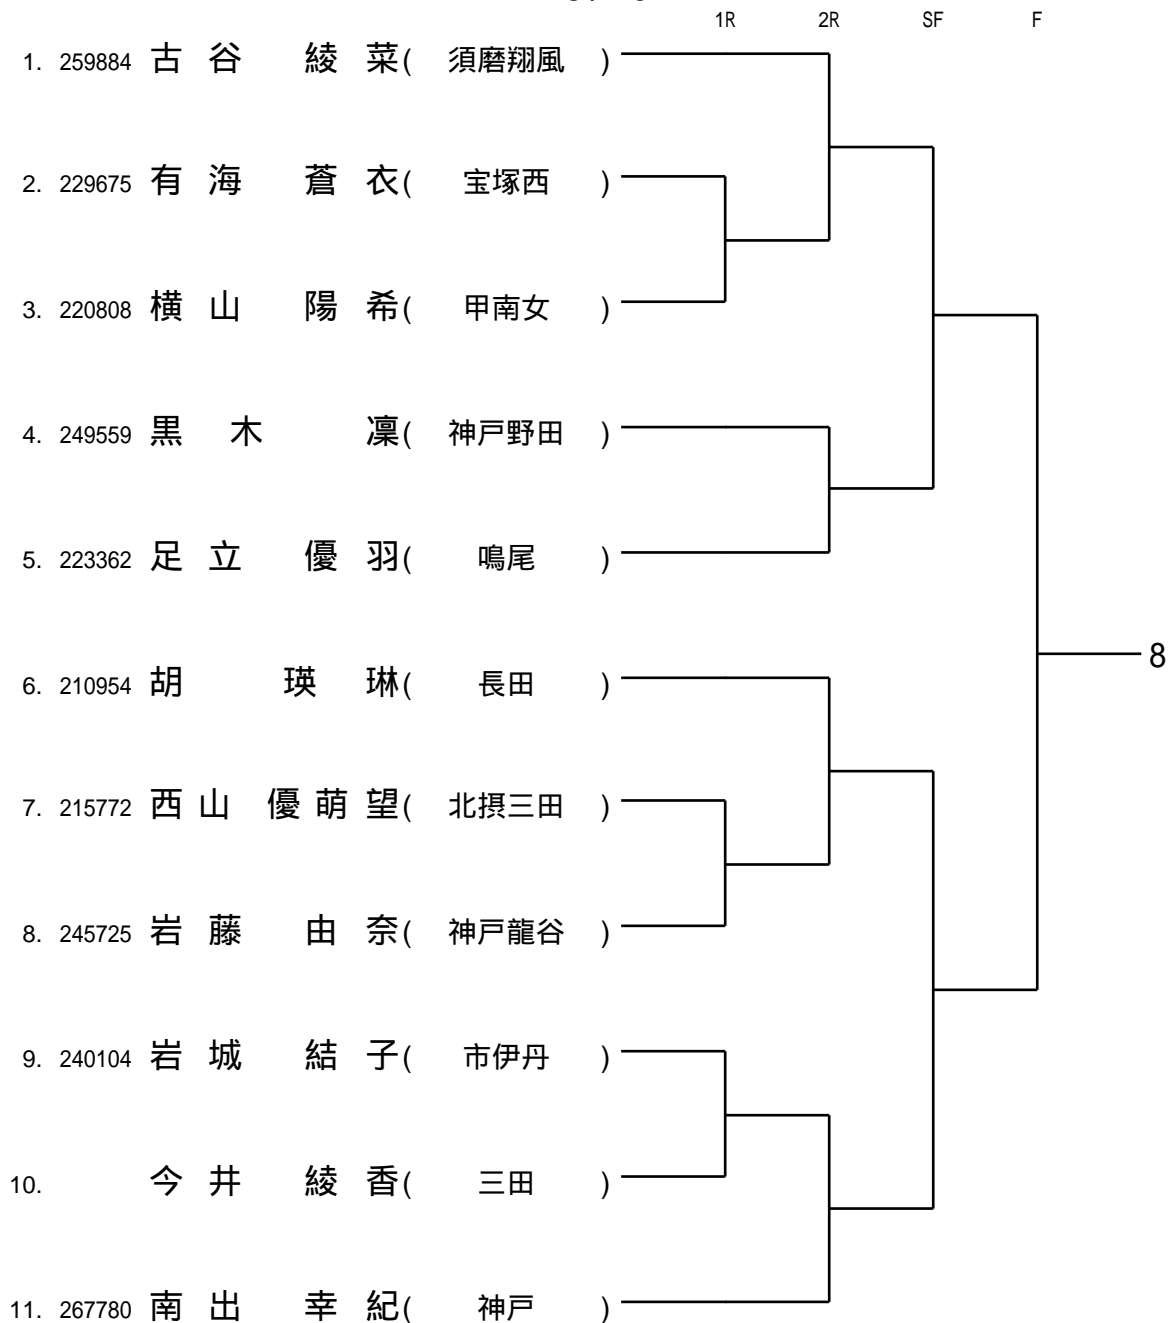 1R 2R SF F
1. 259884 古谷 綾菜( 須磨翔風 )
2. 229675 有海 蒼衣( 宝塚西 )
3. 220808 横山 陽希( 甲南女 )
4. 249559 黒木 凜( 神戸野田 )
5. 223362 足立 優羽( 鳴尾 )
8
6. 210954 胡 瑛琳( 長田 )
7. 215772 西山 優萌望( 北摂三田 )
8. 245725 岩藤 由奈( 神戸龍谷 )
9. 240104 岩城 結子( 市伊丹 )
10. 今井 綾香( 三田 )
11. 267780 南出 幸紀( 神戸 )